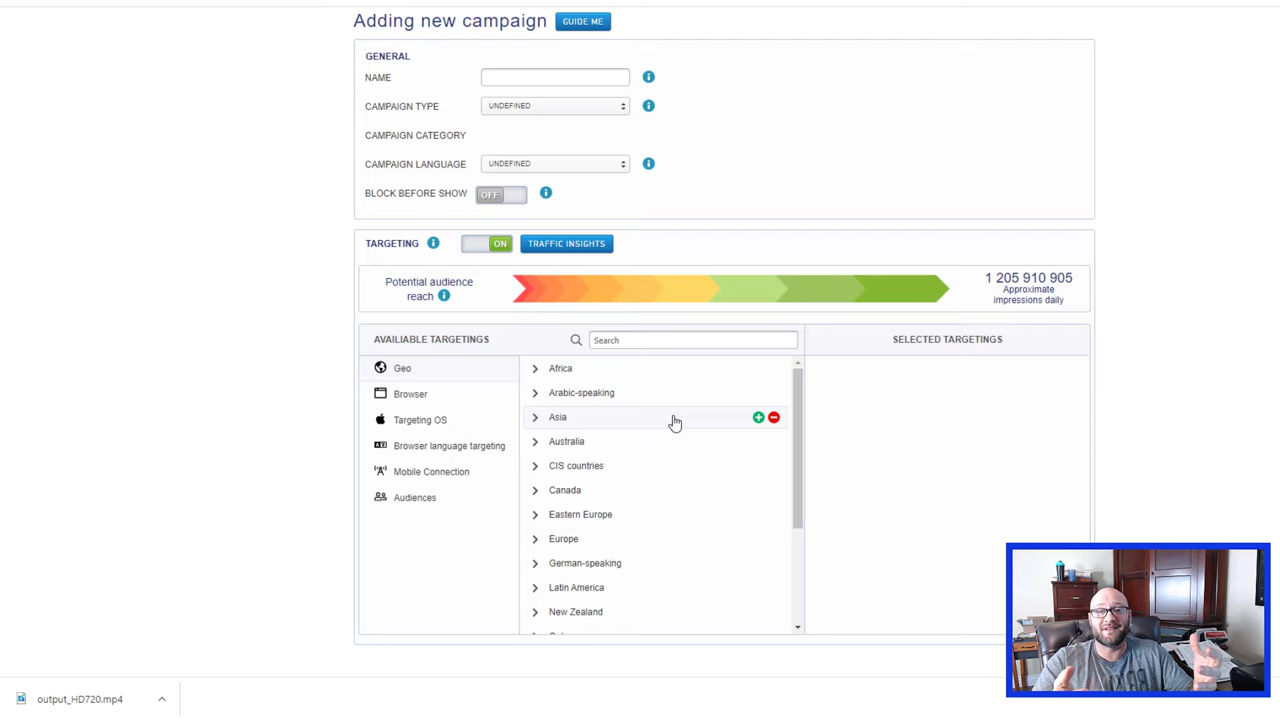 Adding new campaign GUIDE ME
GENERAL
NAME
CAMPAIGN TYPE UNDEFINED
CAMPAIGN CATEGORY
CAMPAIGN LANGUAGE UNDEFINED
BLOCK BEFORE SHOW OFF
TARGETING ON TRAFFIC INSIGHTS
Potential audience
reach
1 205 910 905
Approximate
impressions daily
AVAILIABLE TARGETINGS Search SELECTED TARGETINGS
Geo
Browser
Targeting OS
Browser language targeting
Mobile Connection
Audiences
Africa
Arabic-speaking
Asia
Australia
CIS countries
Canada
Eastern Europe
Europe
German-speaking
Latin America
New Zealand
output_HD720.mp4